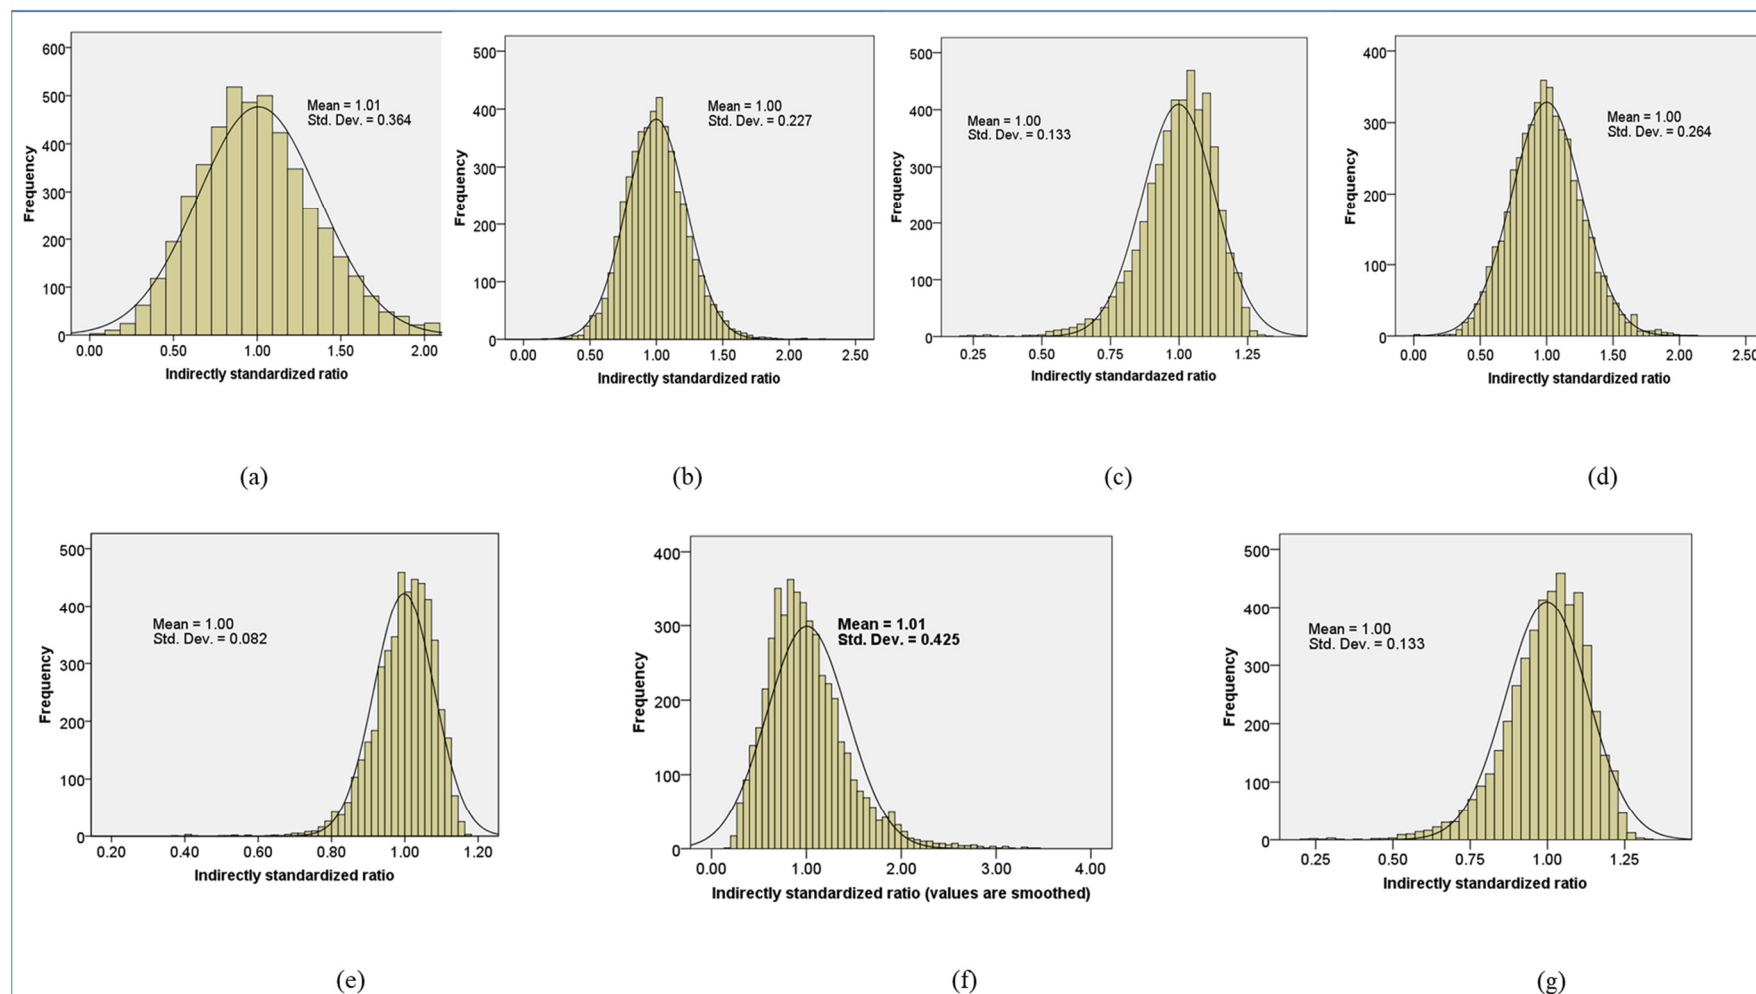 600
500
400
300
200
100
0
Frequency
Mean = 1.01
Std. Dev. = 0.364
0.00 0.50 1.00 1.50 2.00
Indirectly standardized ratio
(a)
500
400
300
200
100
0
Frequency
Mean = 1.00
Std. Dev. = 0.227
0.00 0.50 1.00 1.50 2.00 2.50
Indirectly standardized ratio
(b)
500
400
300
200
100
0
Frequency
Mean = 1.00
Std. Dev. = 0.133
0.25 0.50 0.75 1.00 1.25
Indirectly standardazed ratio
(c)
400
300
200
100
0
Frequency
Mean = 1.00
Std. Dev. = 0.264
0.00 0.50 1.00 1.50 2.00 2.50
Indirectly standardized ratio
(d)
500
400
300
200
100
0
Frequency
Mean = 1.00
Std. Dev. = 0.082
0.20 0.40 0.60 0.80 1.00 1.20
Indirectly standardized ratio
(e)
400
300
200
100
0
Frequency
Mean = 1.01
Std. Dev. = 0.425
0.00 1.00 2.00 3.00 4.00
Indirectly standardized ratio (values are smoothed)
(f)
500
400
300
200
100
0
Frequency
Mean = 1.00
Std. Dev. = 0.133
0.25 0.50 0.75 1.00 1.25
Indirectly standardized ratio
(g)